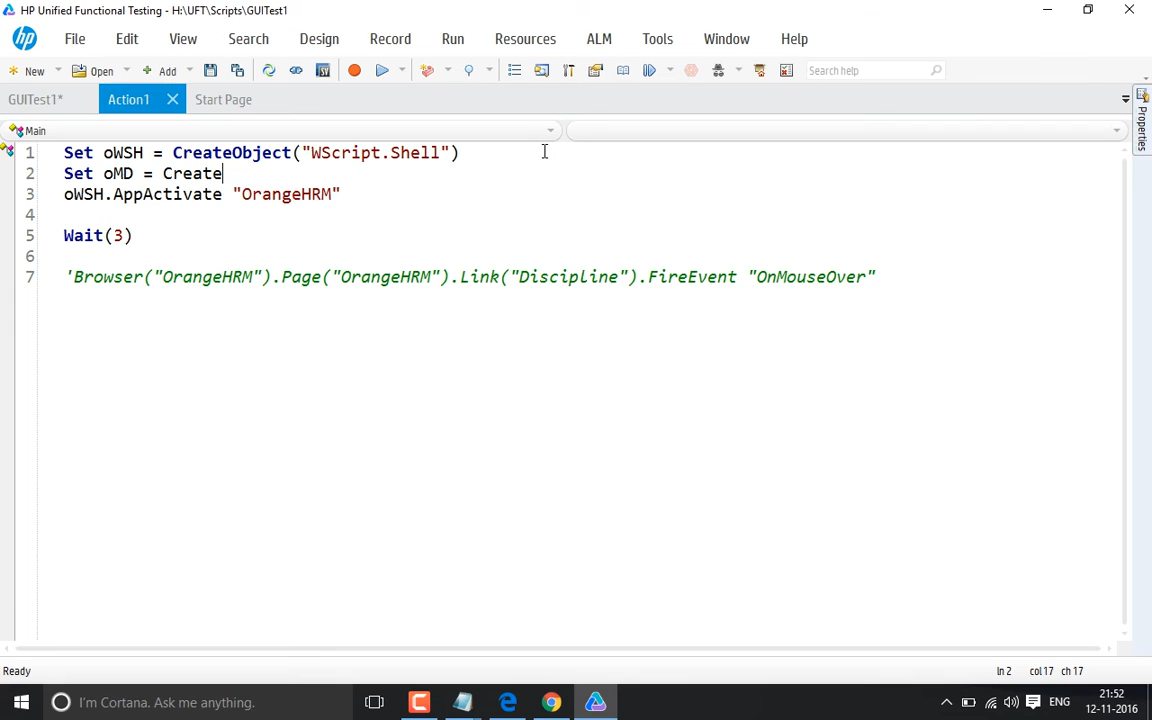 HP Unified Functional Testing - H:\UFT\Scripts\GUITest1
hp File Edit View Search Design Record Run Resources ALM Tools Window Help
New Open Add Search help
GUITest1* Action1 Start Page
Main
Properties
1 Set oWSH = CreateObject("WScript.Shell")
2 Set oMD = Create
3 oWSH.AppActivate "OrangeHRM"
4
5 Wait(3)
6
7 'Browser("OrangeHRM").Page("OrangeHRM").Link("Discipline").FireEvent "OnMouseOver"
Ready ln 2 col 17 ch 17
I'm Cortana. Ask me anything. ENG 21:52
12-11-2016